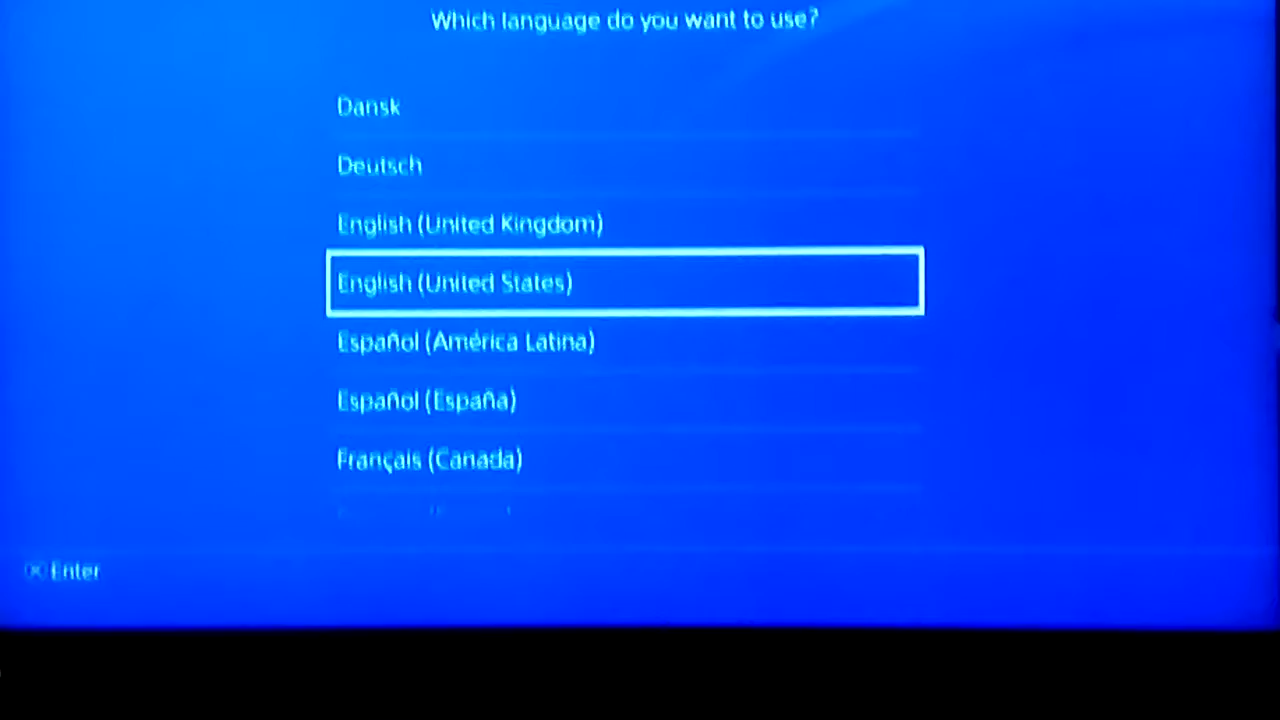 Which language do you want to use?
Dansk
Deutsch
English (United Kingdom)
English (United States)
Español (América Latina)
Español (España)
Français (Canada)
Enter